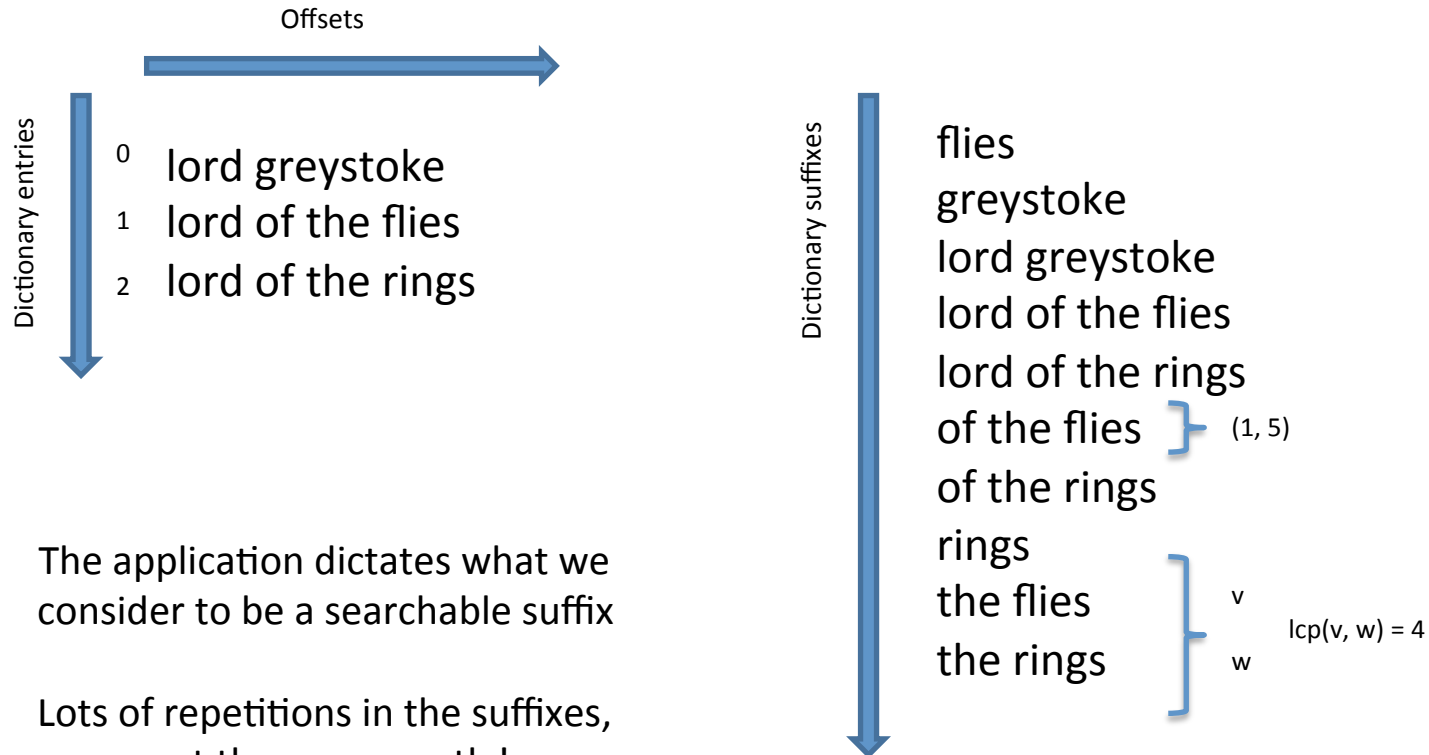 Offsets
Dictionary entries
0 lord greystoke
1 lord of the flies
2 lord of the rings
The application dictates what we
consider to be a searchable suffix
Lots of repetitions in the suffixes,
Dictionary suffixes
flies
greystoke
lord greystoke
lord of the flies
lord of the rings
of the flies (1, 5)
of the rings
rings
the flies v
lcp(v, w) = 4
the rings w